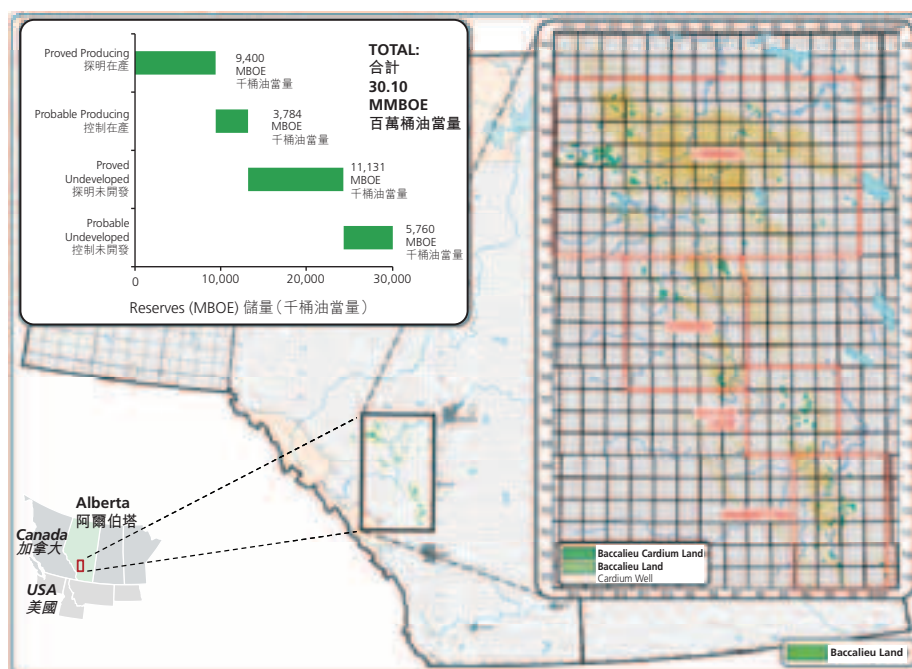 Proved Producing
探明在產
9,400
MBOE
千桶油當量
TOTAL:
合計
30.10
MMBOE
百萬桶油當量
Probable Producing
控制在產
3,784
MBOE
千桶油當量
Proved
Undeveloped
探明未開發
11,131
MBOE
千桶油當量
Probable
Undeveloped
控制未開發
5,760
MBOE
千桶油當量
0
10,000
20,000
30,000
Reserves (MBOE) 儲量(千桶油當量)
Alberta
阿爾伯塔
Canada
加拿大
USA
美國
Baccalieu Cardium Land
Baccalieu Land
Cardium Well
Baccalieu Land